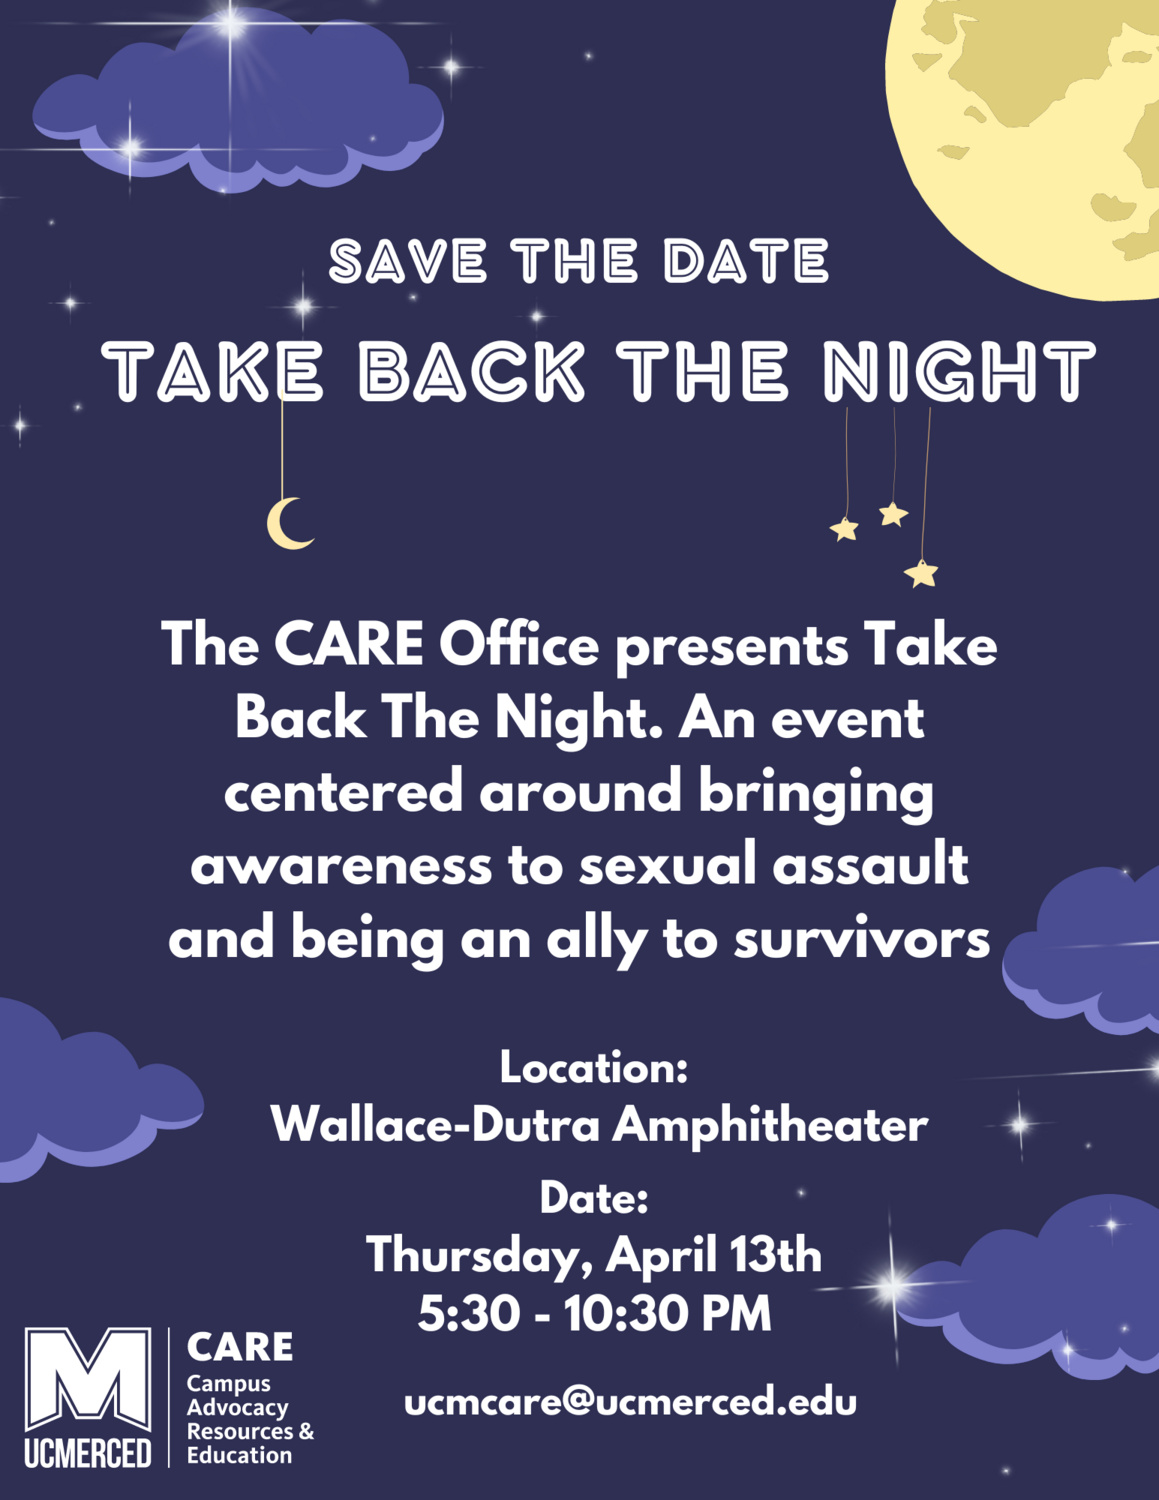 SAVE THE DATE
TAKE BACK THE NIGHT
The CARE Office presents Take
Back The Night. An event
centered around bringing
awareness to sexual assault
and being an ally to survivors
Location:
Wallace-Dutra Amphitheater
Date:
Thursday, April 13th
5:30 - 10:30 PM
ucmcare@ucmerced.edu
M
UCMERCED
CARE
Campus
Advocacy
Resources &
Education